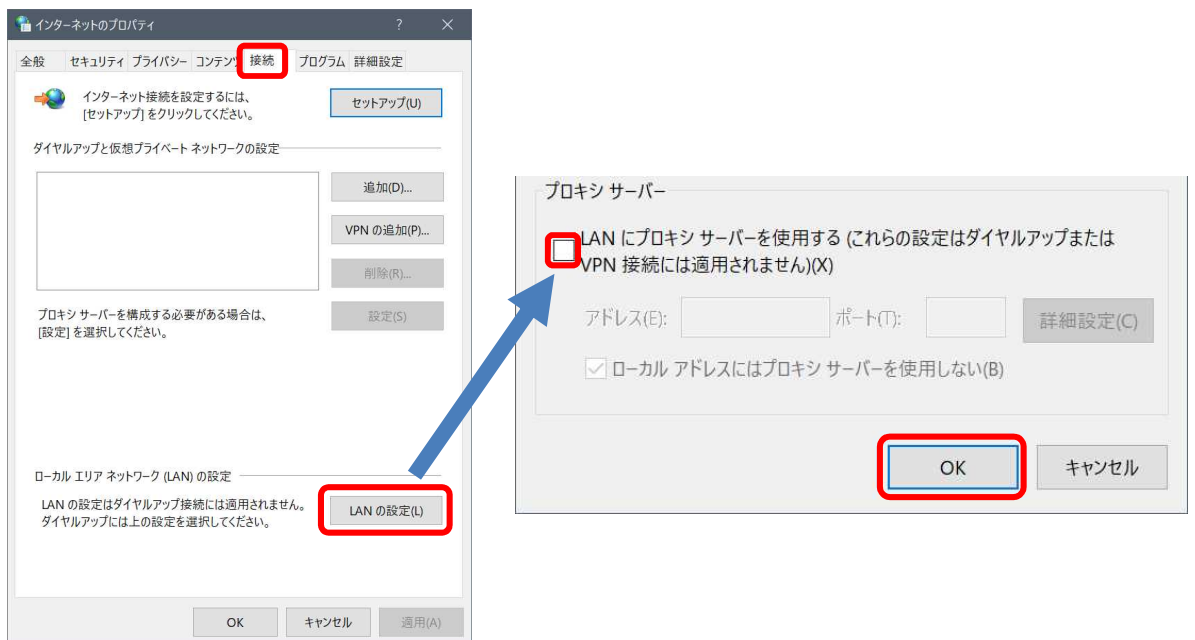 インターネットのプロパティ
?
全般 セキュリティ プライバシー コンテンツ 接続 プログラム 詳細設定
インターネット接続を設定するには、
[セットアップ] をクリックしてください。
セットアップ(U)
ダイヤルアップと仮想プライベート ネットワークの設定
追加(D)...
VPN の追加(P)...
削除(R)...
プロキシ サーバーを構成する必要がある場合は、
[設定] を選択してください。
設定(S)
ローカル エリア ネットワーク (LAN) の設定
LAN の設定はダイヤルアップ接続には適用されません。
ダイヤルアップには上の設定を選択してください。
LAN の設定(L)
OK キャンセル 適用(A)
プロキシ サーバー
LAN にプロキシ サーバーを使用する (これらの設定はダイヤルアップまたは
VPN 接続には適用されません)(X)
アドレス(E): ポート(T): 詳細設定(C)
ローカル アドレスにはプロキシ サーバーを使用しない(B)
OK キャンセル